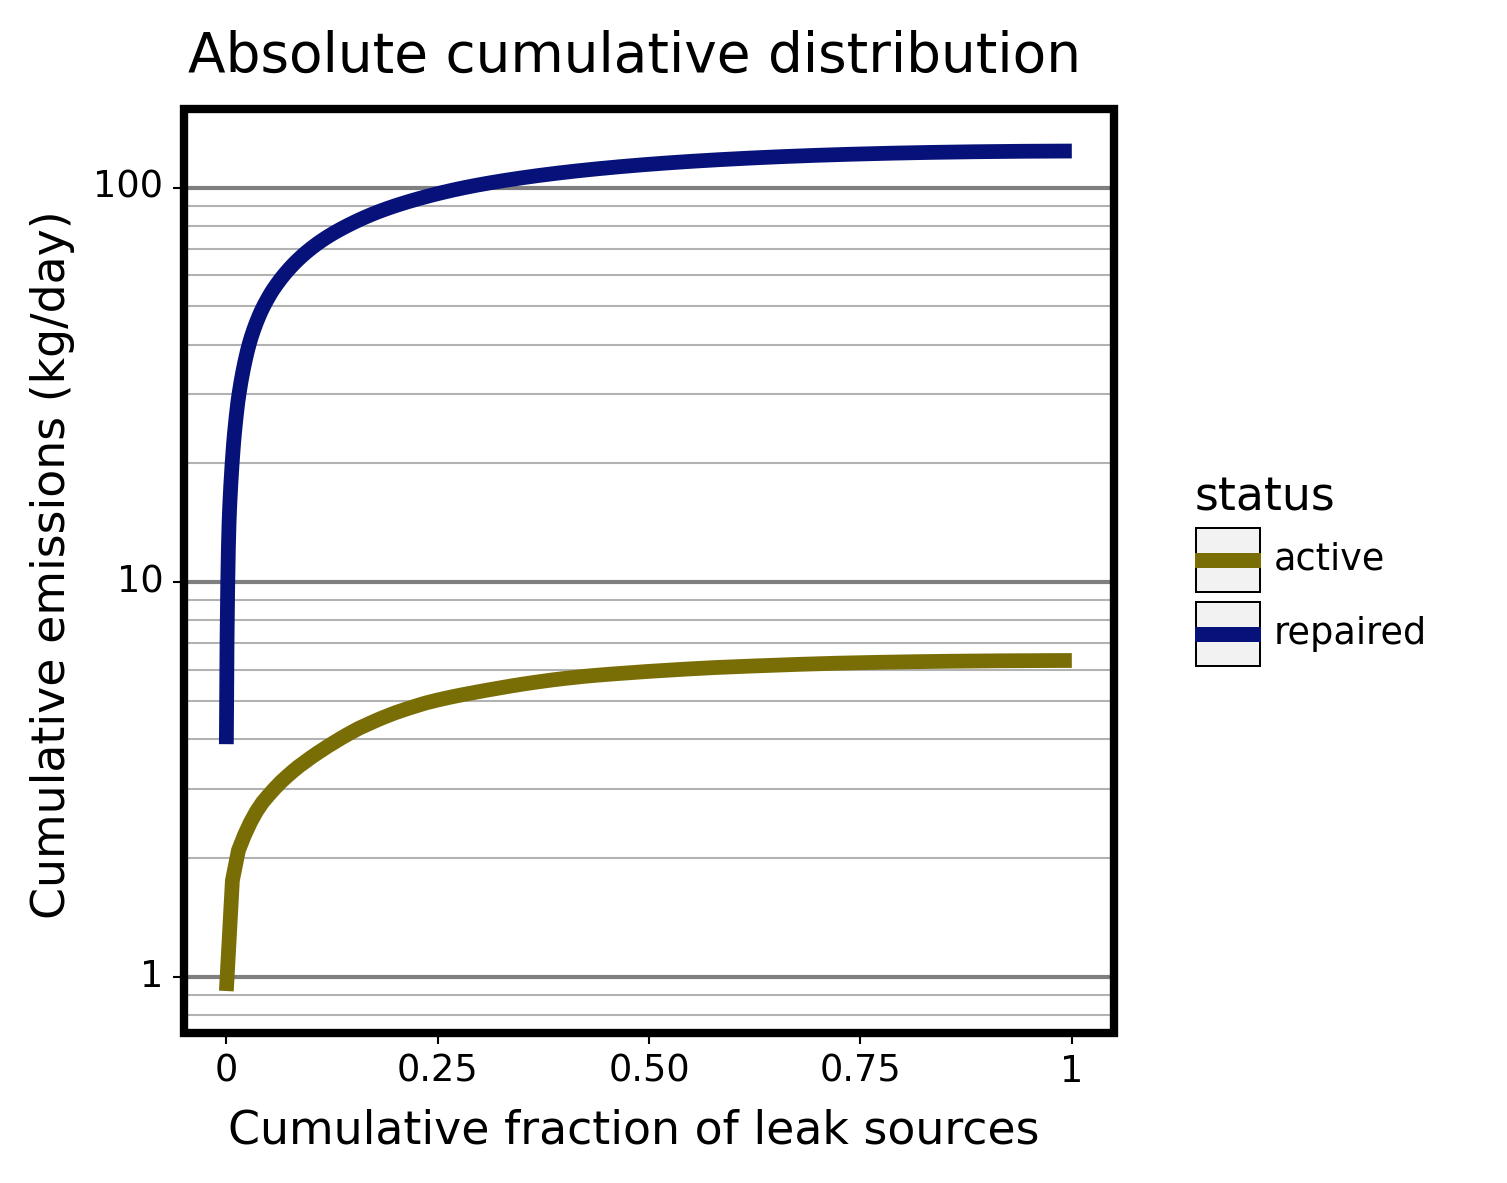 Absolute cumulative distribution
Cumulative emissions (kg/day)
100
10
1
0 0.25 0.50 0.75 1
Cumulative fraction of leak sources
status
active
repaired